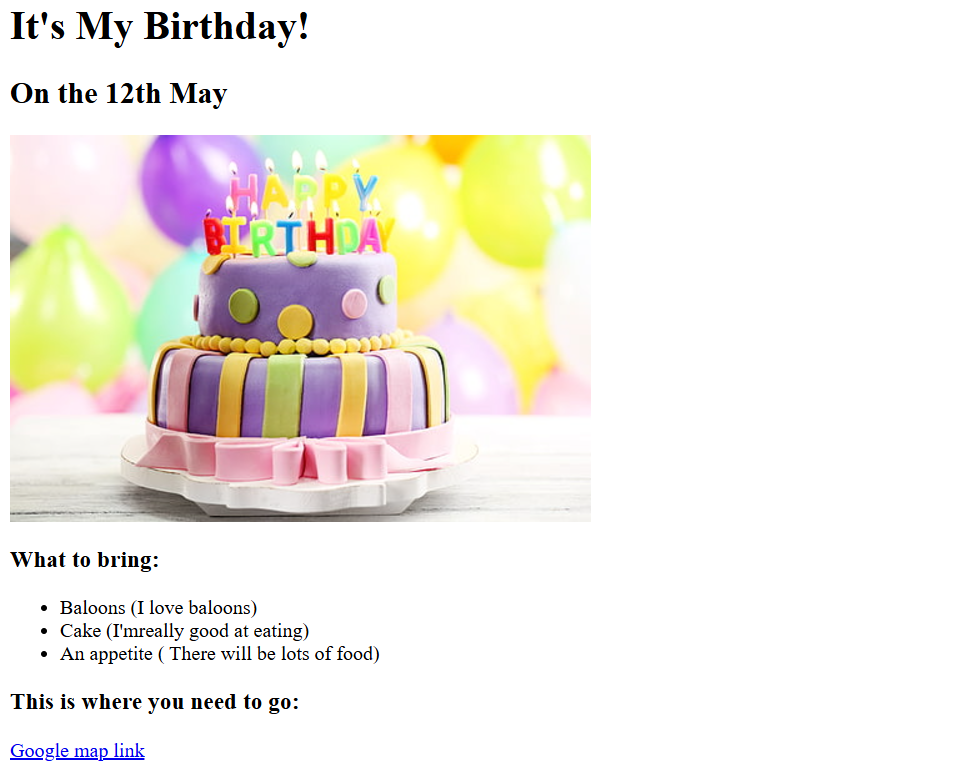 It's My Birthday!
On the 12th May
HAPPY
BIRTHDAY
What to bring:
Baloons (I love baloons)
Cake (I'mreally good at eating)
An appetite ( There will be lots of food)
This is where you need to go:
Google map link